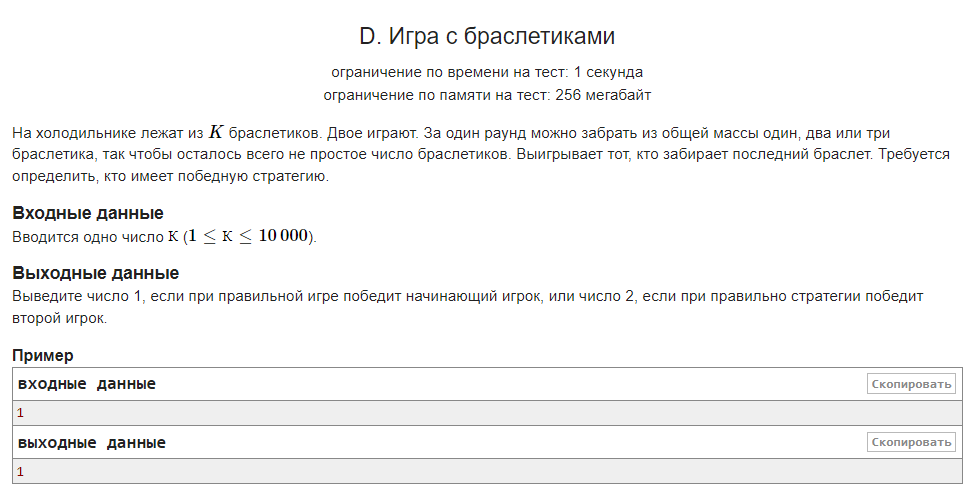 D. Игра с браслетиками
ограничение по времени на тест: 1 секунда
ограничение по памяти на тест: 256 мегабайт
На холодильнике лежат из K браслетиков. Двое играют. За один раунд можно забрать из общей массы один, два или три
браслетика, так чтобы осталось всего не простое число браслетиков. Выигрывает тот, кто забирает последний браслет. Требуется
определить, кто имеет победную стратегию.
Входные данные
Вводится одно число K (1 ≤ K ≤ 10 000).
Выходные данные
Выведите число 1, если при правильной игре победит начинающий игрок, или число 2, если при правильно стратегии победит
второй игрок.
Пример
входные данные Скопировать
1
выходные данные Скопировать
1